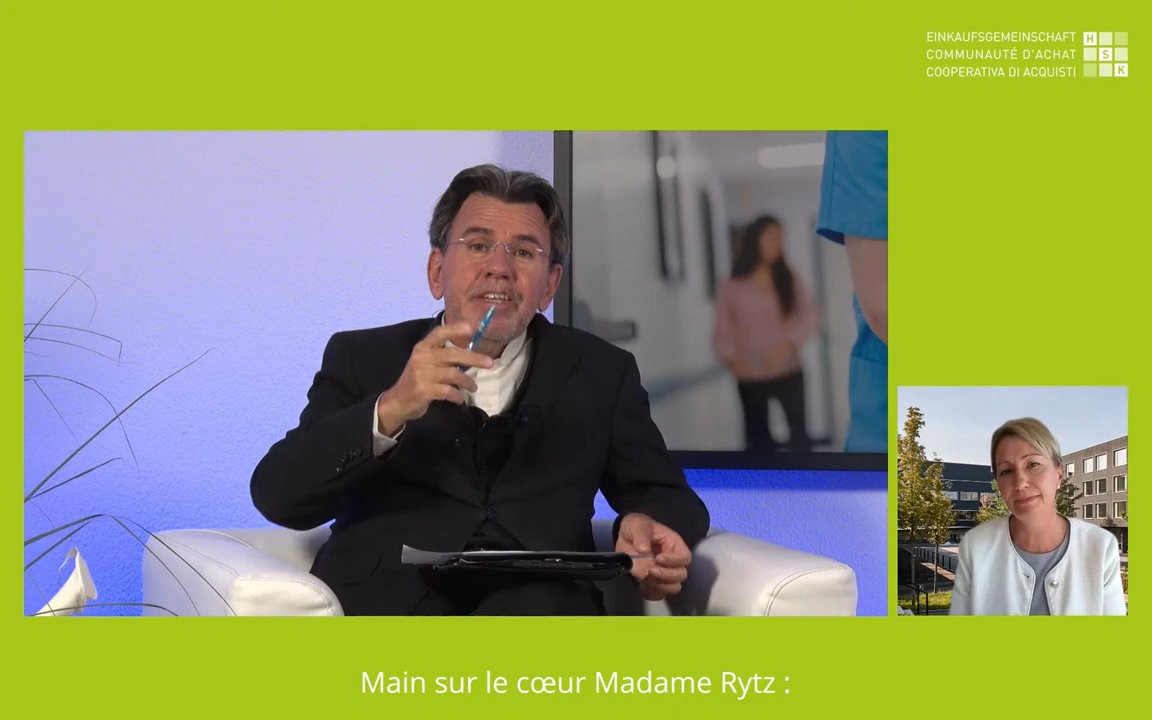 EINKAUFSGEMEINSCHAFT
COMMUNAUTÉ D'ACHAT
COOPERATIVA DI ACQUISTI
H
S
K
Main sur le cœur Madame Rytz :